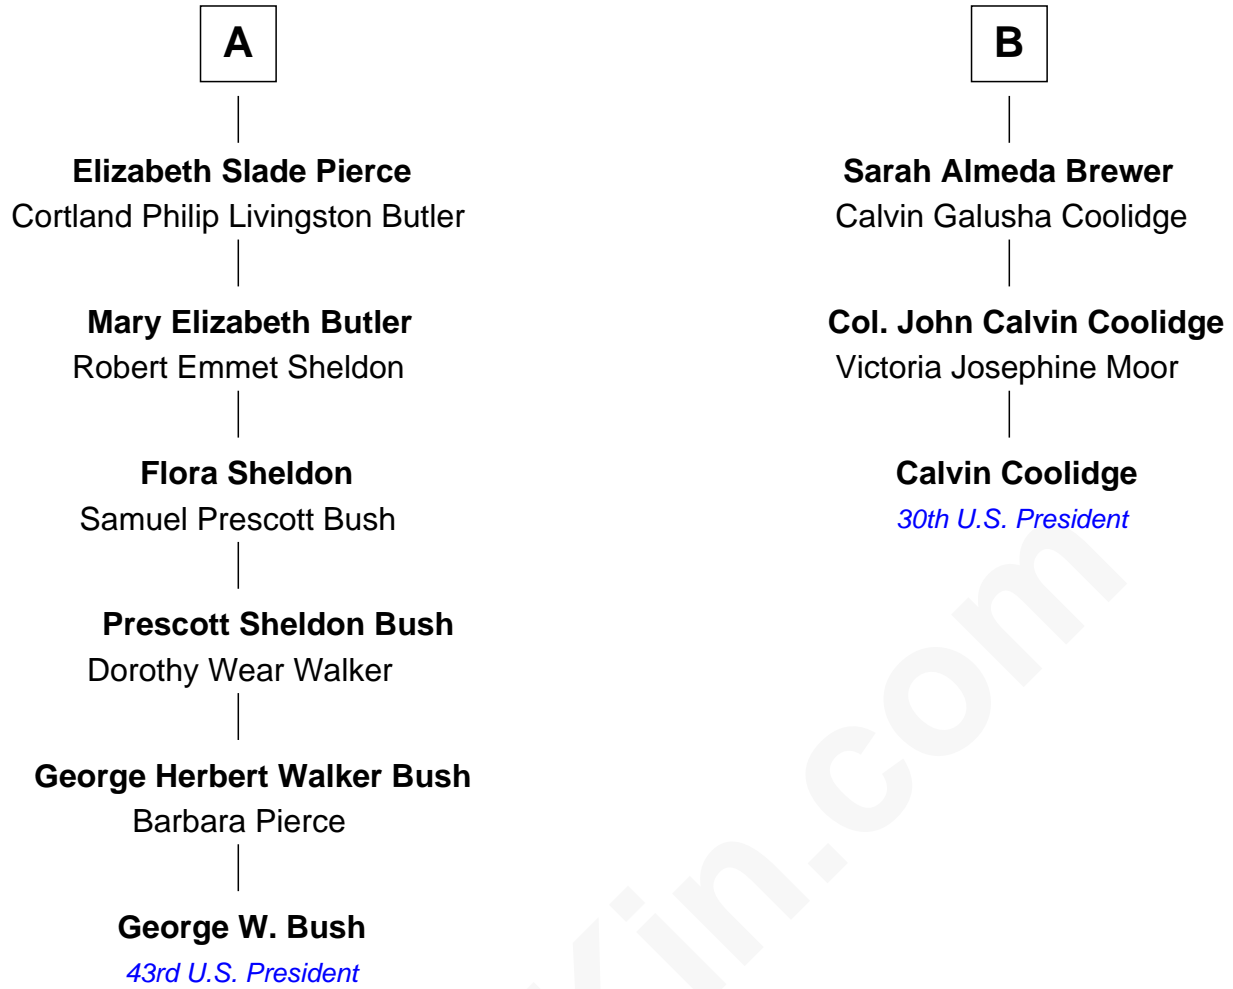 A
Elizabeth Slade Pierce
Cortland Philip Livingston Butler
Mary Elizabeth Butler
Robert Emmet Sheldon
Flora Sheldon
Samuel Prescott Bush
Prescott Sheldon Bush
Dorothy Wear Walker
George Herbert Walker Bush
Barbara Pierce
George W. Bush
43rd U.S. President
B
Sarah Almeda Brewer
Calvin Galusha Coolidge
Col. John Calvin Coolidge
Victoria Josephine Moor
Calvin Coolidge
30th U.S. President